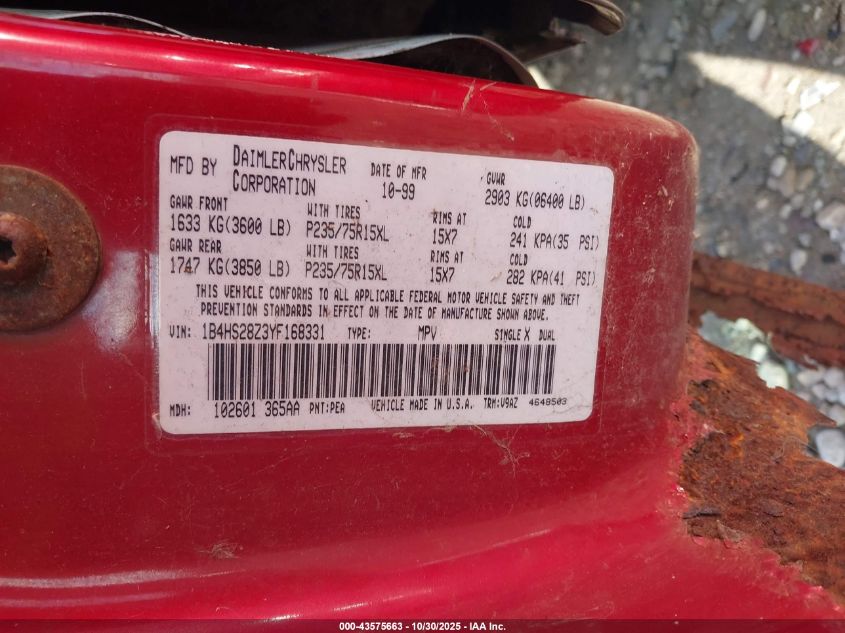 MFD BY DAIMLERCHRYSLER CORPORATION DATE OF MFR 10-99 GVWR 2903 KG(06400 LB)
GAWR FRONT WITH TIRES RIMS AT COLD
1633 KG(3600 LB) P235/75R15XL 15X7 241 KPA(35 PSI)
GAWR REAR WITH TIRES RIMS AT COLD
1747 KG(3850 LB) P235/75R15XL 15X7 282 KPA(41 PSI)
THIS VEHICLE CONFORMS TO ALL APPLICABLE FEDERAL MOTOR VEHICLE SAFETY AND THEFT
PREVENTION STANDARDS IN EFFECT ON THE DATE OF MANUFACTURE SHOWN ABOVE.
VIN: 1B4HS28Z3YF168331 TYPE: MPV SINGLE X DUAL
MDH: 102601 365AA PNT:PEA VEHICLE MADE IN U.S.A. TRM:V9AZ 4648503
000-43575663 - 10/30/2025 - IAA Inc.